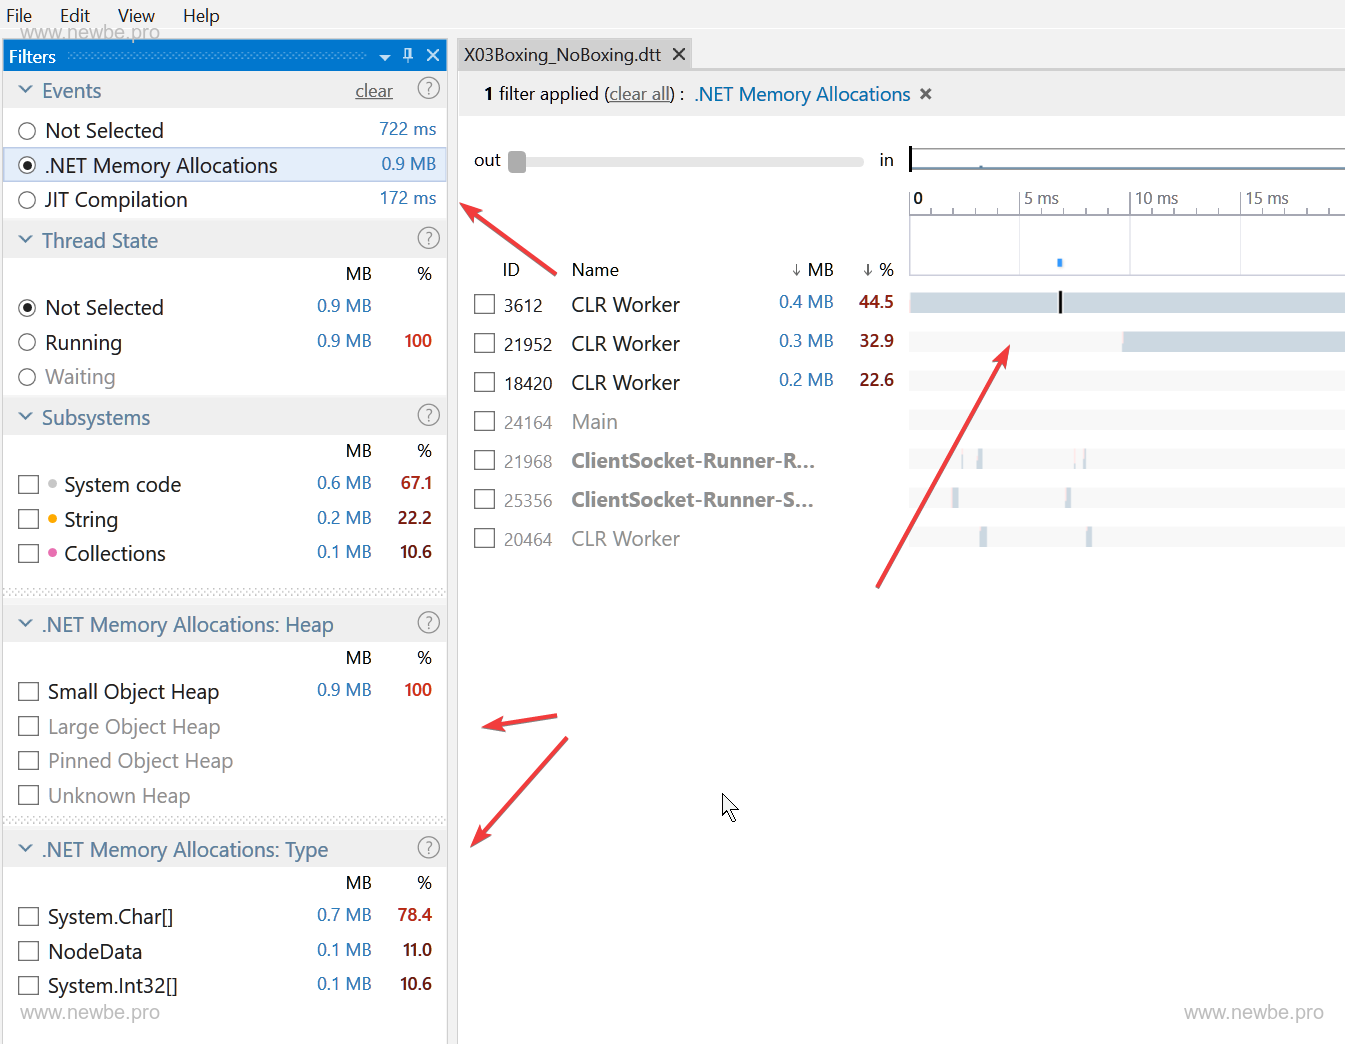 File Edit View Help
www.newbe.pro
Filters
X03Boxing_NoBoxing.dtt
Events clear ?
1 filter applied (clear all) : .NET Memory Allocations
Not Selected 722 ms
.NET Memory Allocations 0.9 MB
JIT Compilation 172 ms
out in
0 5 ms 10 ms 15 ms
Thread State ?
MB %
Not Selected 0.9 MB
Running 0.9 MB 100
Waiting
ID Name ↓ MB ↓ %
3612 CLR Worker 0.4 MB 44.5
21952 CLR Worker 0.3 MB 32.9
18420 CLR Worker 0.2 MB 22.6
24164 Main
21968 ClientSocket-Runner-R...
25356 ClientSocket-Runner-S...
20464 CLR Worker
Subsystems ?
MB %
System code 0.6 MB 67.1
String 0.2 MB 22.2
Collections 0.1 MB 10.6
.NET Memory Allocations: Heap ?
MB %
Small Object Heap 0.9 MB 100
Large Object Heap
Pinned Object Heap
Unknown Heap
.NET Memory Allocations: Type ?
MB %
System.Char[] 0.7 MB 78.4
NodeData 0.1 MB 11.0
System.Int32[] 0.1 MB 10.6
www.newbe.pro
www.newbe.pro